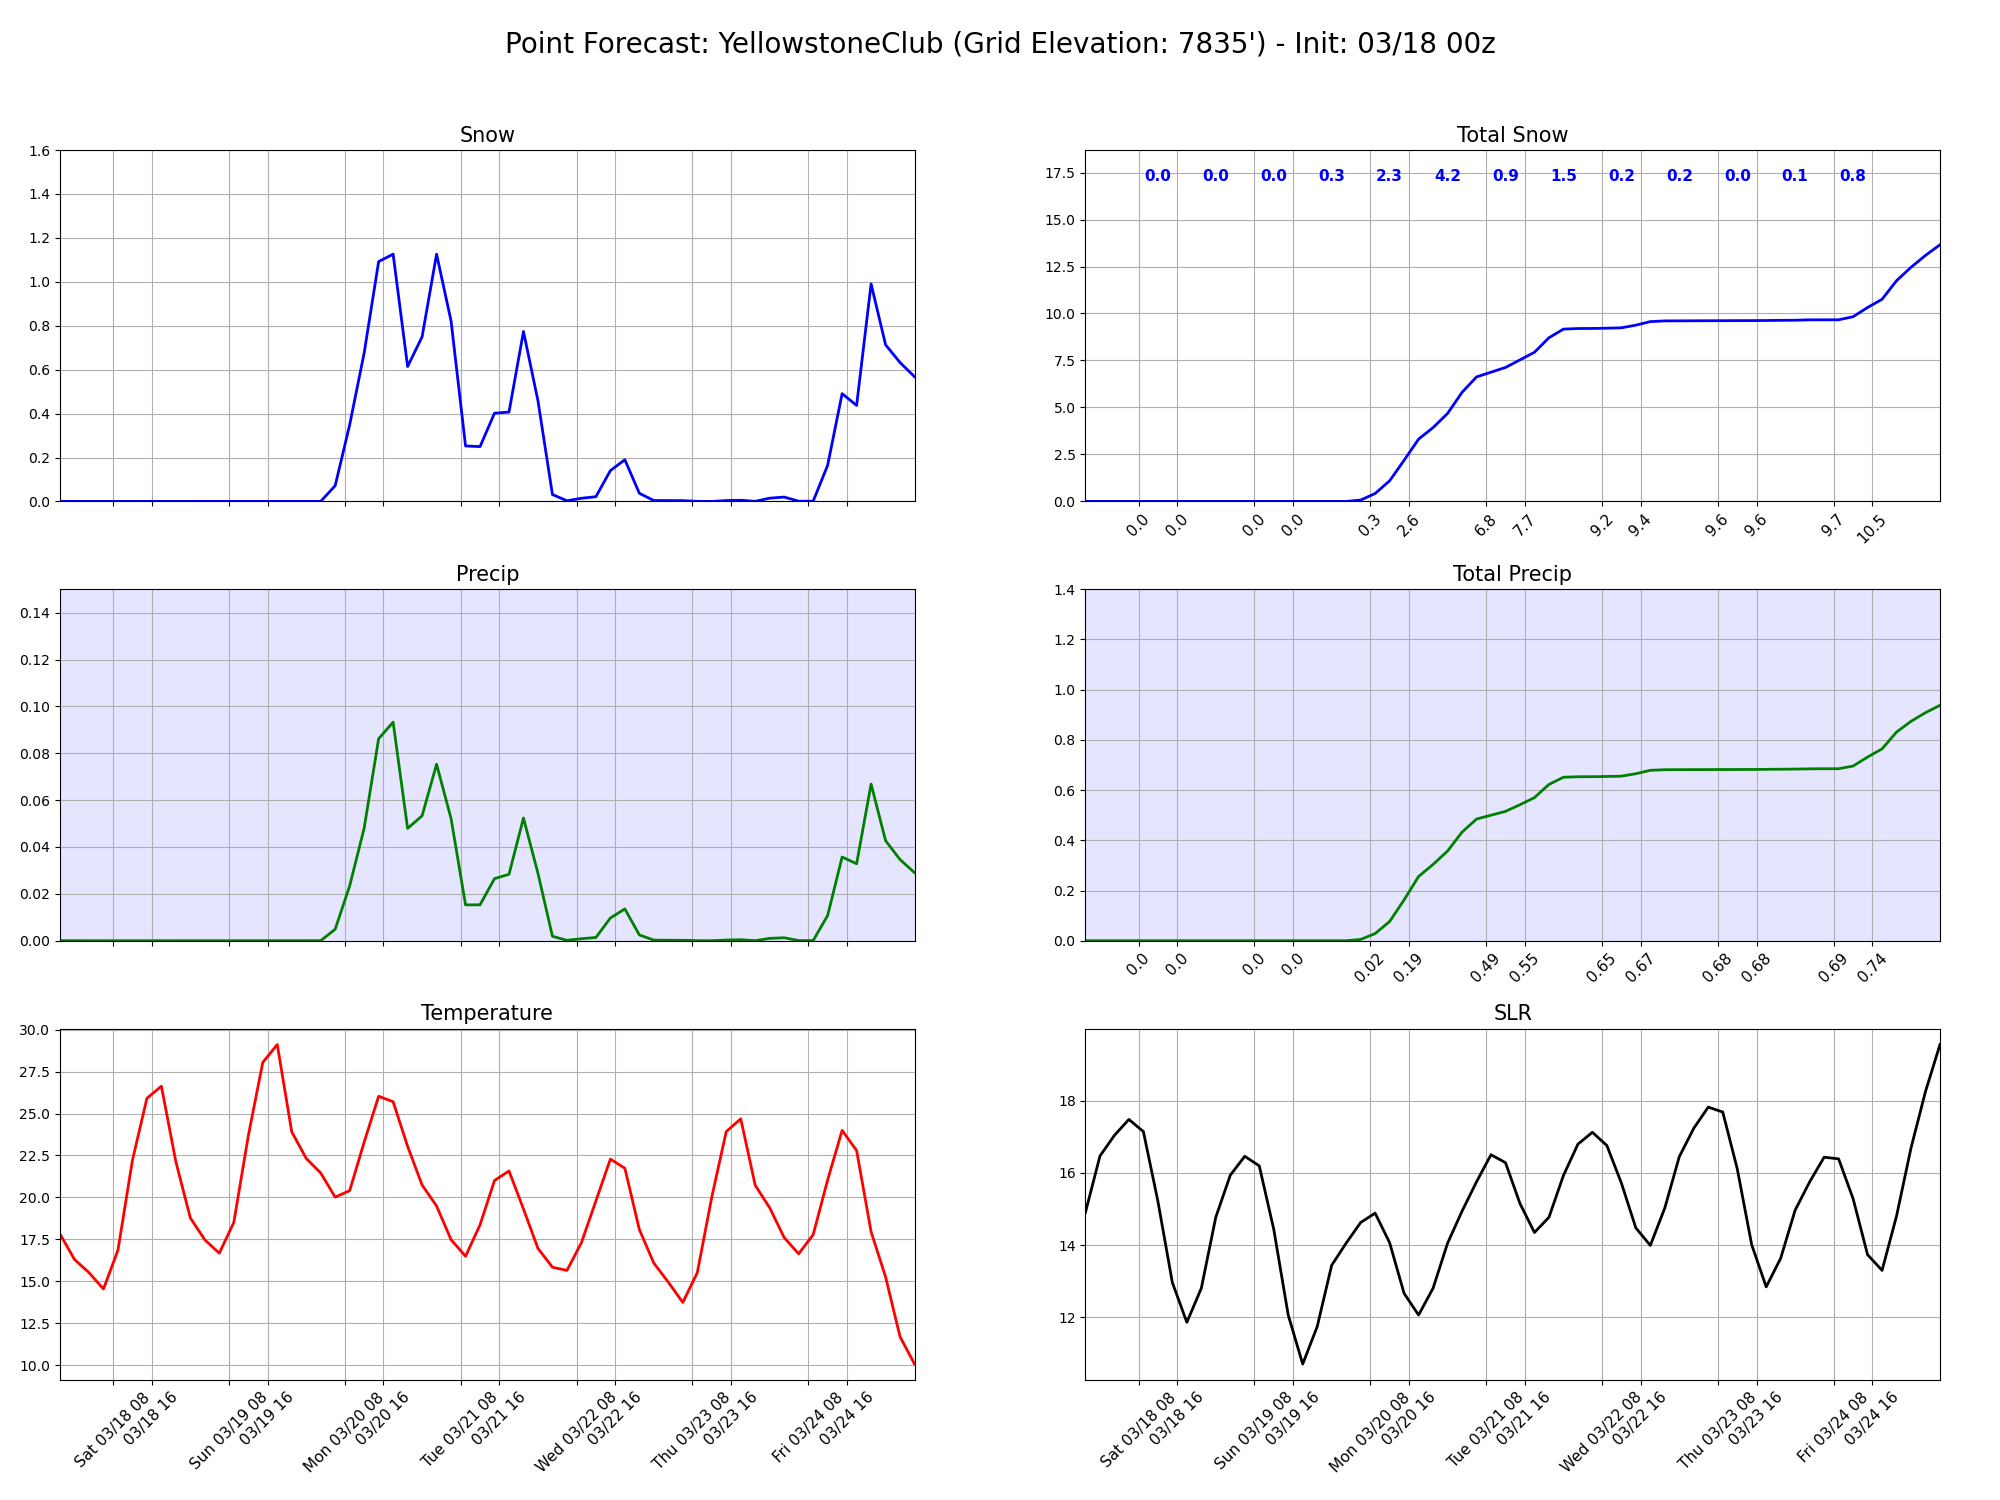 Point Forecast: YellowstoneClub (Grid Elevation: 7835') - Init: 03/18 00z
Snow
1.6
1.4
1.2
1.0
0.8
0.6
0.4
0.2
0.0
Total Snow
17.5
15.0
12.5
10.0
7.5
5.0
2.5
0.0
0.0 0.0 0.0 0.3 2.3 4.2 0.9 1.5 0.2 0.2 0.0 0.1 0.8
0.0 0.0 0.0 0.0 0.3 2.6 6.8 7.7 9.2 9.4 9.6 9.6 9.7 10.5
Precip
0.14
0.12
0.10
0.08
0.06
0.04
0.02
0.00
Total Precip
1.4
1.2
1.0
0.8
0.6
0.4
0.2
0.0
0.0 0.0 0.0 0.0 0.02 0.19 0.49 0.55 0.65 0.67 0.68 0.68 0.69 0.74
Temperature
30.0
27.5
25.0
22.5
20.0
17.5
15.0
12.5
10.0
Sat 03/18 08
03/18 16
Sun 03/19 08
03/19 16
Mon 03/20 08
03/20 16
Tue 03/21 08
03/21 16
Wed 03/22 08
03/22 16
Thu 03/23 08
03/23 16
Fri 03/24 08
03/24 16
SLR
18
16
14
12
Sat 03/18 08
03/18 16
Sun 03/19 08
03/19 16
Mon 03/20 08
03/20 16
Tue 03/21 08
03/21 16
Wed 03/22 08
03/22 16
Thu 03/23 08
03/23 16
Fri 03/24 08
03/24 16